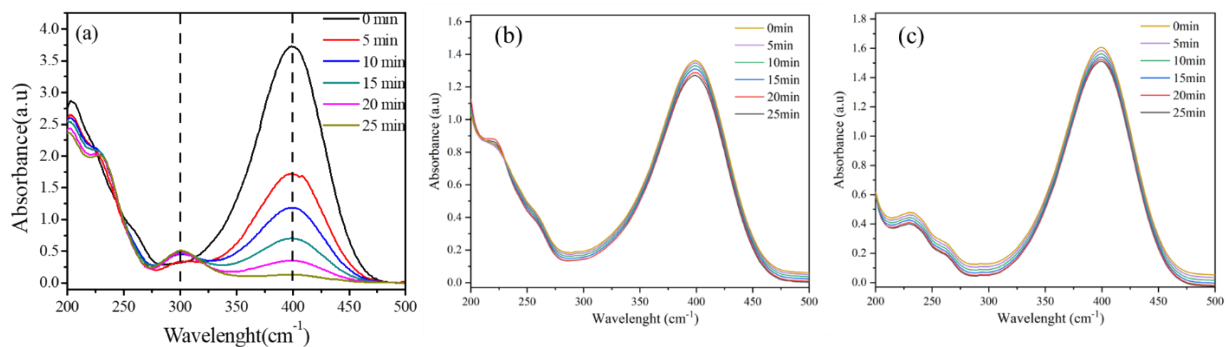 (a)
0 min
5 min
10 min
15 min
20 min
25 min
4.0
3.5
3.0
2.5
2.0
1.5
1.0
0.5
0.0
Absorbance(a.u)
200 250 300 350 400 450 500
Wavelenght(cm-1)
(b)
0min
5min
10min
15min
20min
25min
1.6
1.4
1.2
1.0
0.8
0.6
0.4
0.2
0.0
Absorbance (a.u)
200 250 300 350 400 450 500
Wavelenght (cm-1)
(c)
0min
5min
10min
15min
20min
25min
1.8
1.6
1.4
1.2
1.0
0.8
0.6
0.4
0.2
0.0
Absorbance (a.u)
200 250 300 350 400 450 500
Wavelenght (cm-1)